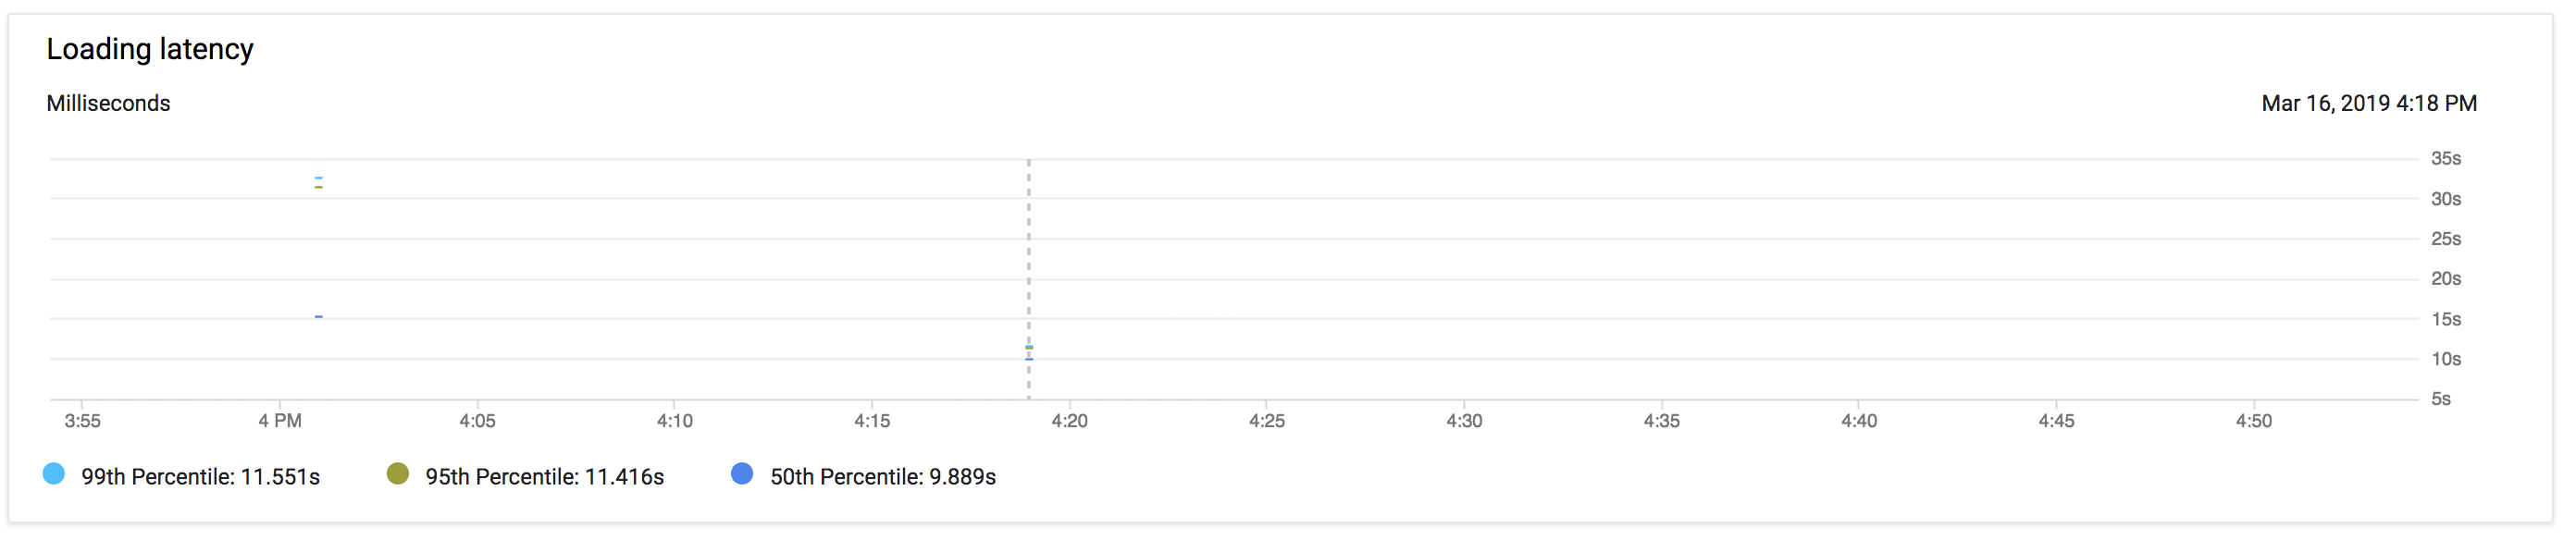 Loading latency
Milliseconds
Mar 16, 2019 4:18 PM
35s
30s
25s
20s
15s
10s
5s
3:55 4 PM 4:05 4:10 4:15 4:20 4:25 4:30 4:35 4:40 4:45 4:50
99th Percentile: 11.551s 95th Percentile: 11.416s 50th Percentile: 9.889s